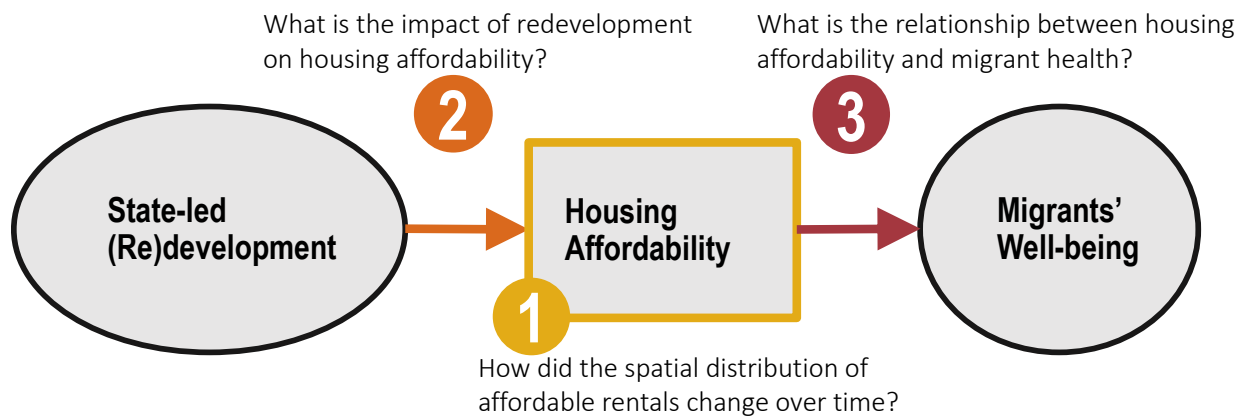 What is the impact of redevelopment
on housing affordability?
What is the relationship between housing
affordability and migrant health?
2
3
State-led
(Re)development
Housing
Affordability
Migrants’
Well-being
1
How did the spatial distribution of
affordable rentals change over time?